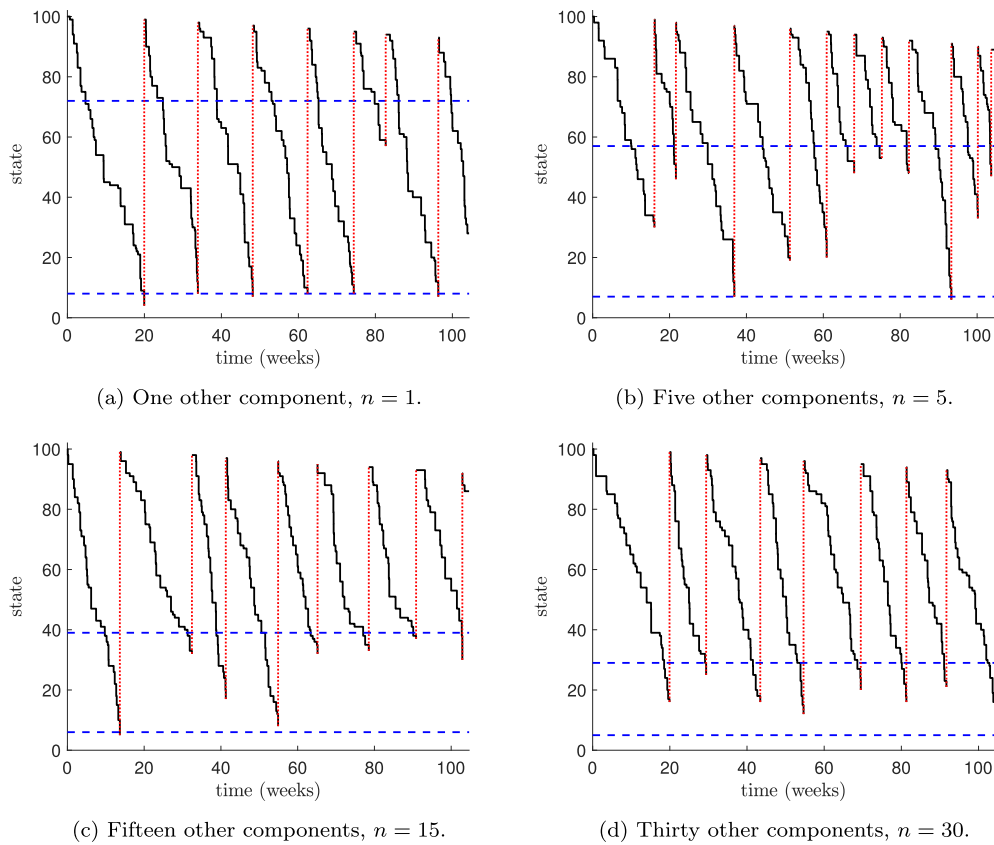 100
80
60
40
20
0
state
0 20 40 60 80 100
time (weeks)
(a) One other component, n = 1.
100
80
60
40
20
0
state
0 20 40 60 80 100
time (weeks)
(b) Five other components, n = 5.
100
80
60
40
20
0
state
0 20 40 60 80 100
time (weeks)
(c) Fifteen other components, n = 15.
100
80
60
40
20
0
state
0 20 40 60 80 100
time (weeks)
(d) Thirty other components, n = 30.